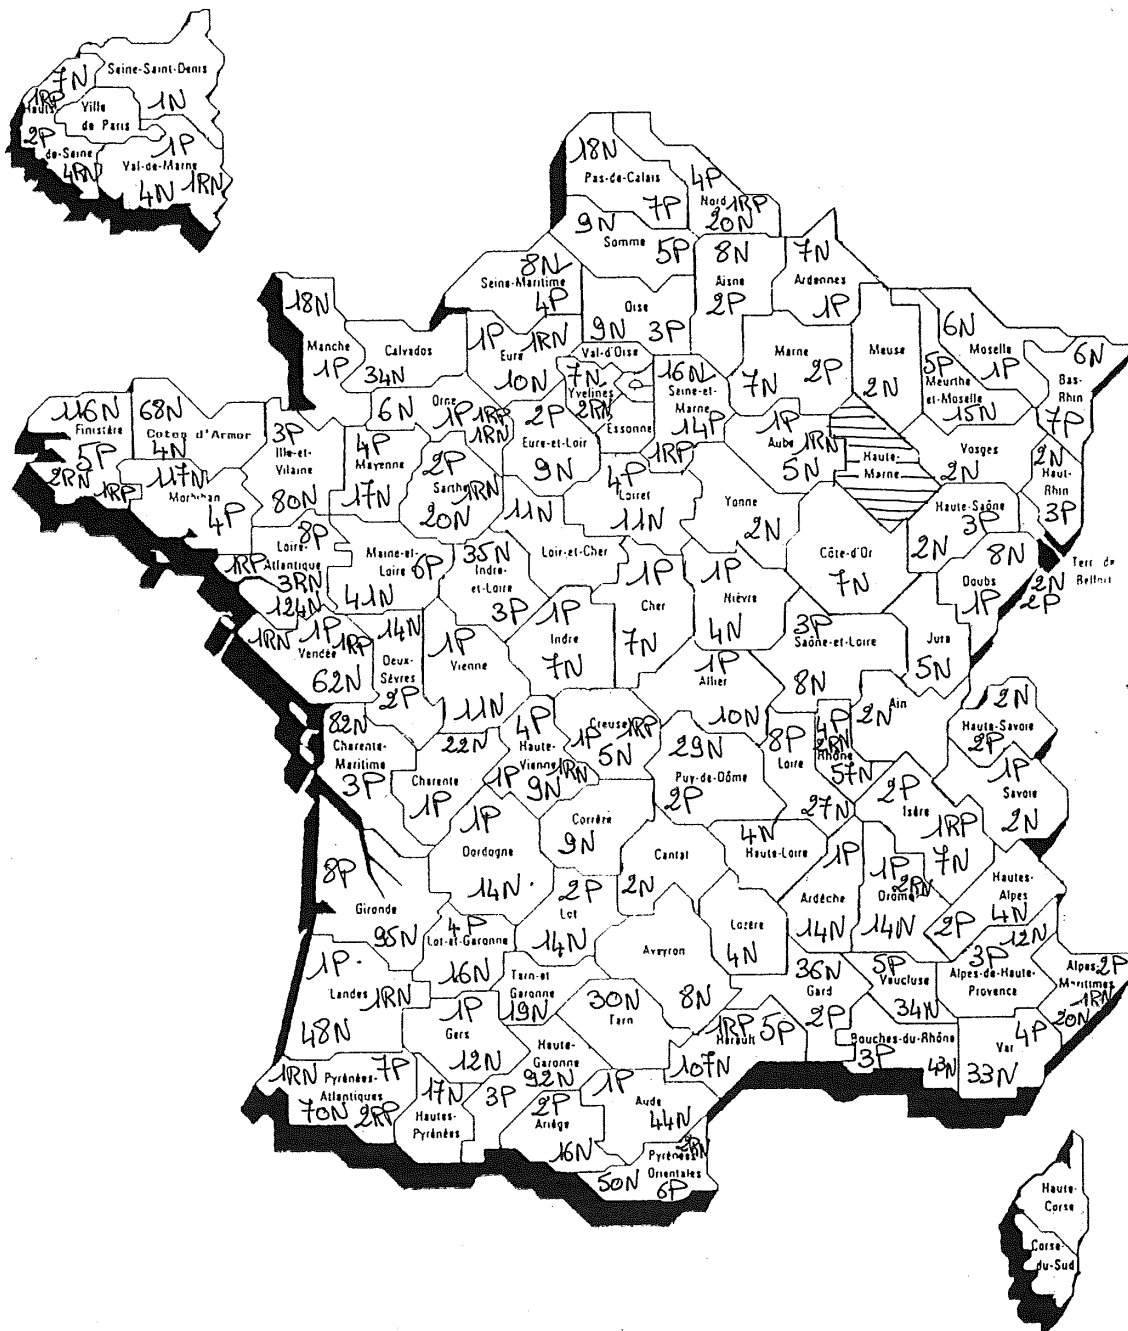 Seine-Saint-Denis
7N
1RP
Hauts
Ville
de Paris
1N
2P
de-Seine
4RN
1P
Val-de-Marne
4N
1RN
18N
Pas-de-Calais
7P
4P
Nord
1RP
20N
9N
Somme
5P
8N
Aisne
2P
7N
Ardennes
1P
8N
Seine-Maritime
4P
Oise
9N
3P
18N
Manche
1P
Calvados
34N
1P
Eure
1RN
10N
Val-d'Oise
7N
Yvelines
2RN
Essonne
16N
Seine-et-
Marne
14P
1RP
Marne
7N
2P
Meuse
2N
6N
Moselle
1P
5P
Meurthe
et-Moselle
15N
6N
Bas-
Rhin
7P
116N
Finistère
5P
2RN
1RP
68N
Cotes d'Armor
4N
117N
Morbihan
4P
3P
Ille-et-
Vilaine
80N
6N
Orne
1P
1RP
1RN
4P
Mayenne
17N
2P
Sarthe
1RN
20N
2P
Eure-et-Loir
9N
4P
Loiret
11N
11N
Loir-et-Cher
1P
Aube
1RN
5N
Haute-
Marne
Vosges
2N
2N
Haut-
Rhin
3P
Yonne
2N
Côte-d'Or
7N
Haute-Saône
3P
2N
8N
Doubs
1P
Terr de
Belfort
2N
2P
8P
Loire-
Atlantique
1RP
3RN
124N
Maine-et-
Loire
6P
41N
35N
Indre-
et-Loire
3P
1P
Cher
7N
1P
Nièvre
4N
1P
Indre
7N
1RN
1P
1RP
Vendée
62N
14N
Deux-
Sèvres
2P
1P
Vienne
11N
3P
Saône-et-Loire
8N
Jura
5N
1P
Allier
10N
2N
Ain
2N
Haute-Savoie
2P
82N
Charente-
Maritime
3P
22N
Charente
1P
4P
Haute-
Vienne
1P
1RN
9N
Creuse
1RP
1P
5N
29N
Puy-de-Dôme
2P
8P
Loire
27N
4P
2RN
Rhône
57N
1P
Savoie
2N
2P
Isère
1RP
7N
1P
Dordogne
14N
Corrèze
9N
Cantal
2N
4N
Haute-Loire
1P
Ardèche
14N
1P
2RN
Drôme
14N
Hautes-
Alpes
4N
2P
8P
Gironde
95N
4P
Lot-et-Garonne
16N
2P
Lot
14N
Aveyron
8N
Lozère
4N
1P
Landes
1RN
48N
1P
Gers
12N
Tarn-et
Garonne
19N
30N
Tarn
36N
Gard
2P
5P
Vaucluse
34N
3P
12N
Alpes-de-Haute-
Provence
Alpes-
2P
Maritimes
1RN
20N
1RN
Pyrénées-
7P
Atlantiques
70N
2RP
17N
Hautes-
Pyrénées
Haute-
Garonne
92N
3P
1RP
5P
Hérault
107N
Bouches-du-Rhône
3P
43N
Var
4P
33N
2P
Ariège
16N
1P
Aude
44N
2RN
Pyrénées
Orientales
50N
6P
Haute-
Corse
Corse-
du-Sud